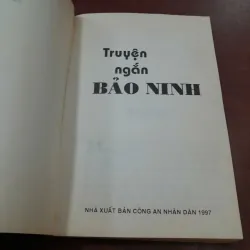 Truyện
ngắn
BẢO NINH
NHÀ XUẤT BẢN CÔNG AN NHÂN DÂN 1997